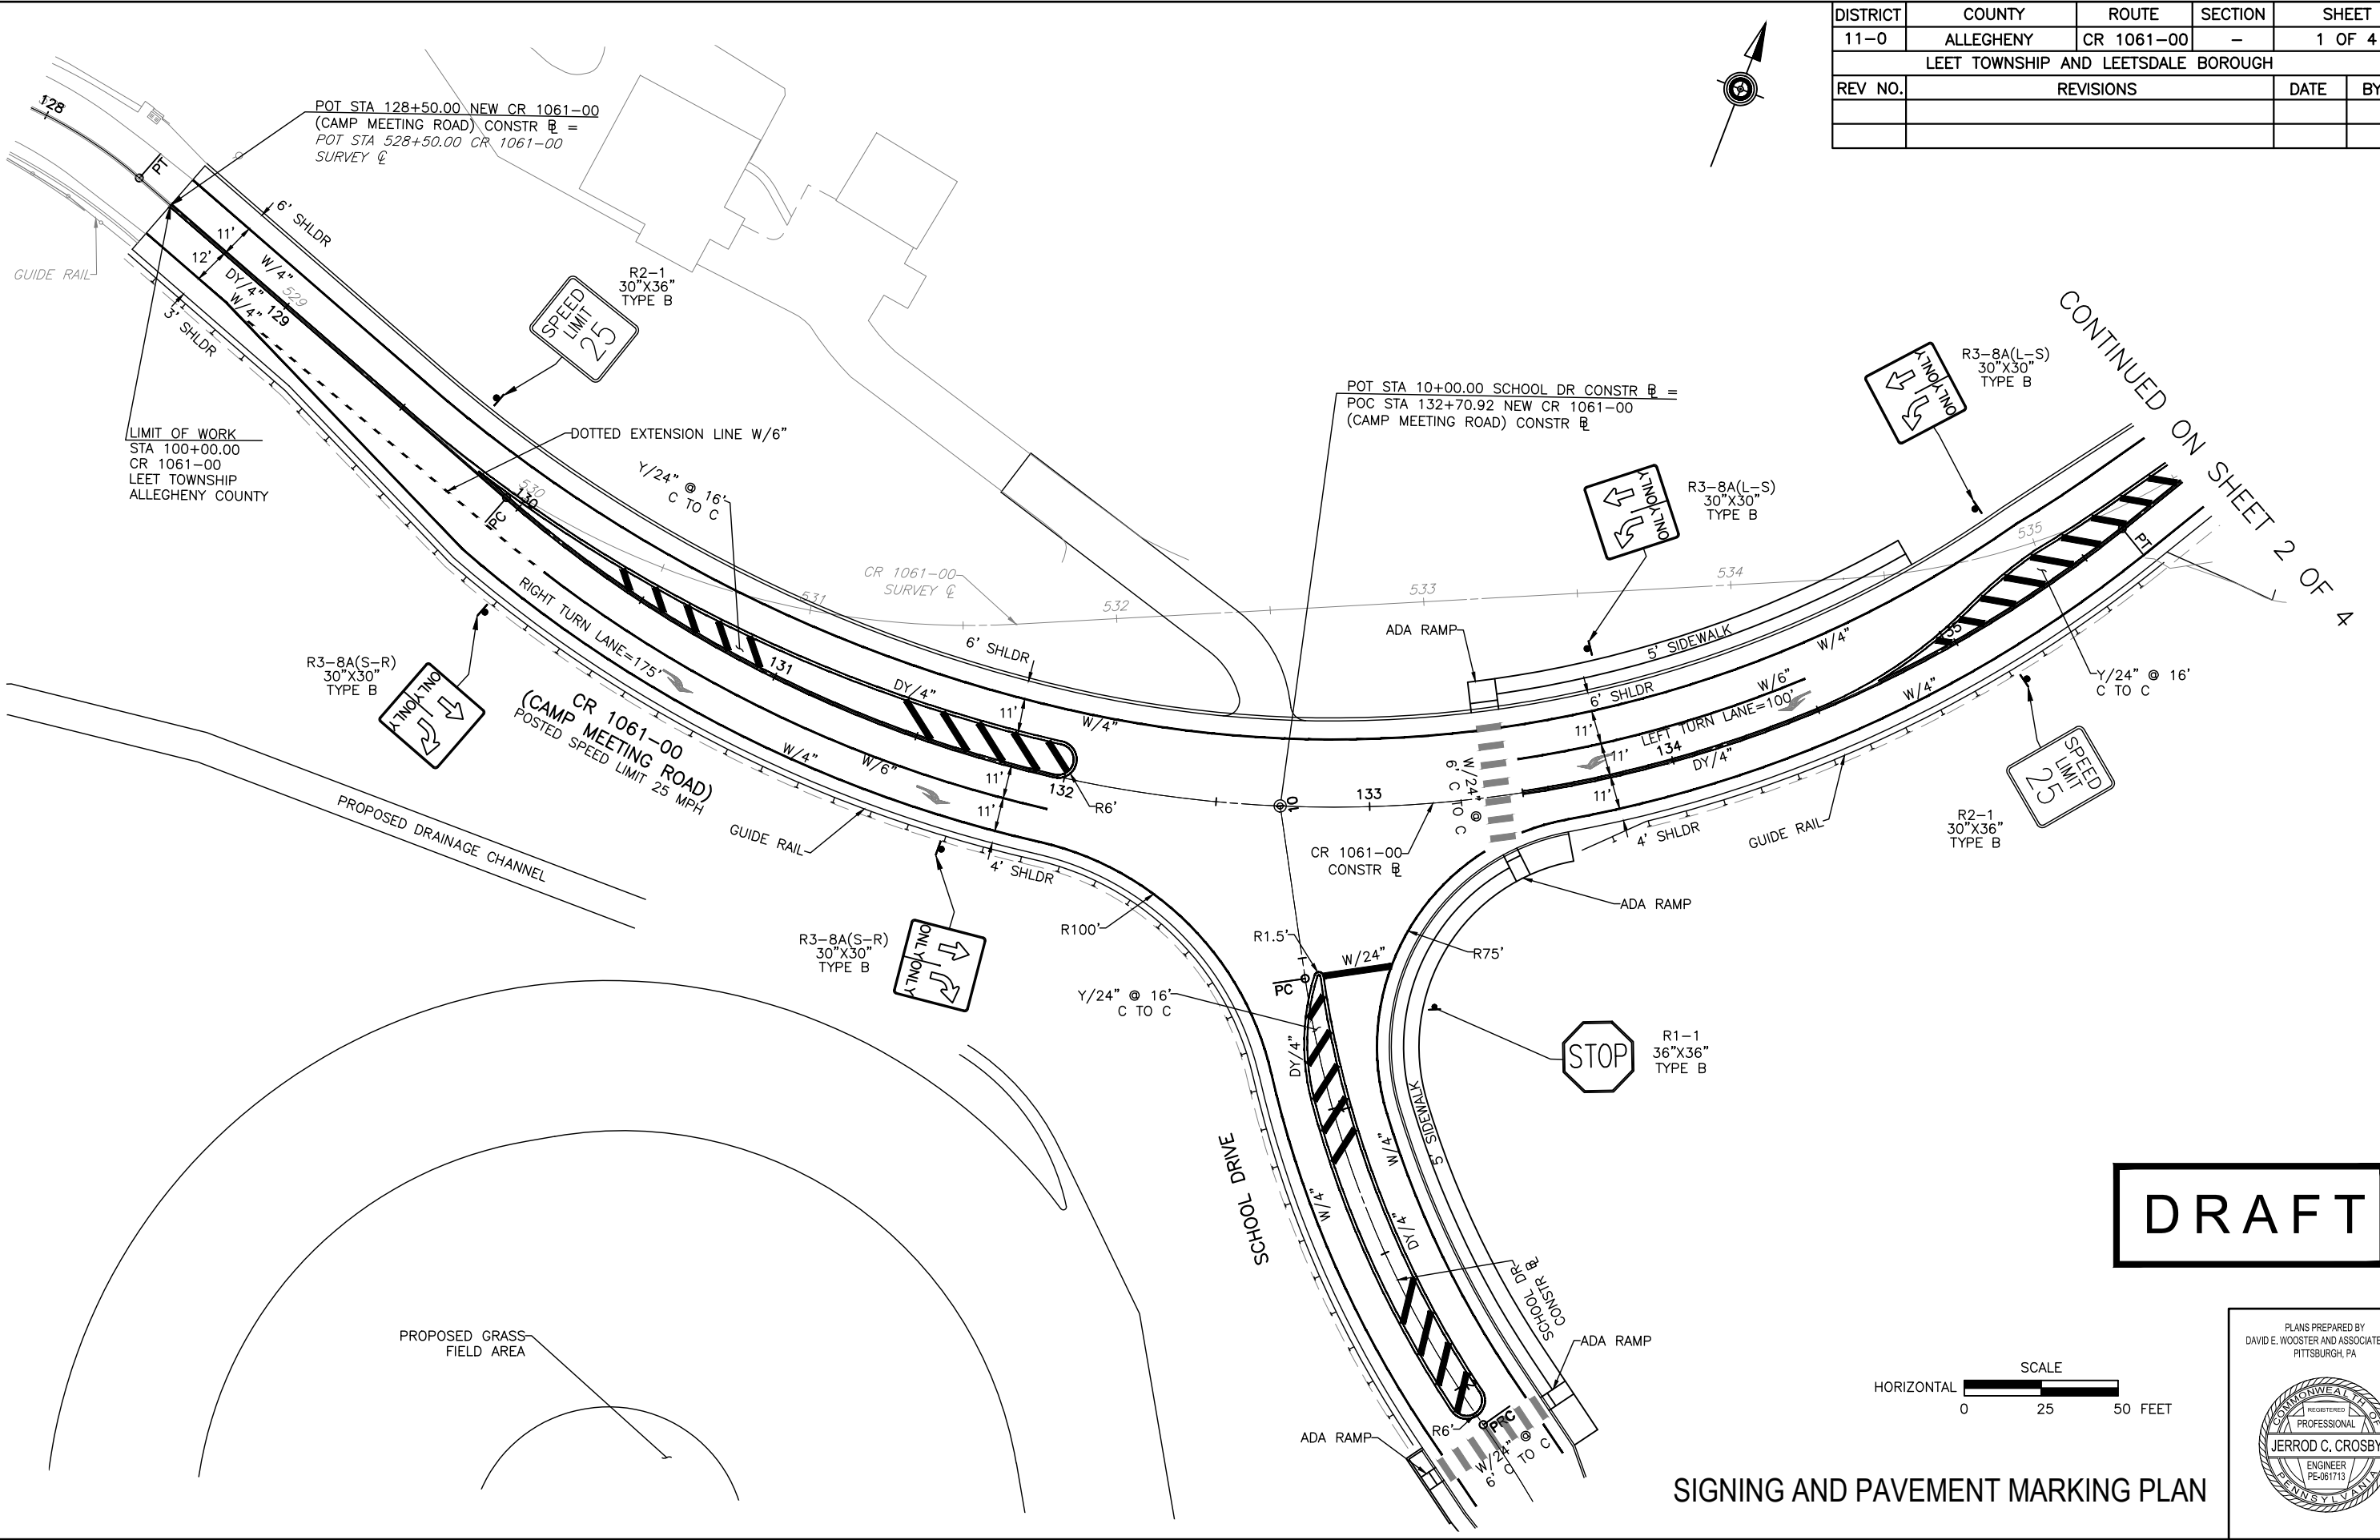 DISTRICT COUNTY ROUTE SECTION SHEET
11-0 ALLEGHENY CR 1061-00 - 1 OF 4
LEET TOWNSHIP AND LEETSDALE BOROUGH
REV NO. REVISIONS DATE BY
128
PT
POT STA 128+50.00 NEW CR 1061-00
(CAMP MEETING ROAD) CONSTR ℄ =
POT STA 528+50.00 CR 1061-00
SURVEY ℄
GUIDE RAIL
6' SHLDR
11'
12'
W/4"
DY/4"
W/4"
529
129
3' SHLDR
R2-1
30"X36"
TYPE B
SPEED
LIMIT
25
LIMIT OF WORK
STA 100+00.00
CR 1061-00
LEET TOWNSHIP
ALLEGHENY COUNTY
DOTTED EXTENSION LINE W/6"
Y/24" @ 16'
C TO C
530
130
PC
POT STA 10+00.00 SCHOOL DR CONSTR ℄ =
POC STA 132+70.92 NEW CR 1061-00
(CAMP MEETING ROAD) CONSTR ℄
R3-8A(L-S)
30"X30"
TYPE B
ONLY
ONLY
R3-8A(L-S)
30"X30"
TYPE B
ONLY
ONLY
CONTINUED ON SHEET 2 OF 4
CR 1061-00
SURVEY ℄
531
532
533
534
535
RIGHT TURN LANE=175'
R3-8A(S-R)
30"X30"
TYPE B
ONLY
ONLY
CR 1061-00
(CAMP MEETING ROAD)
POSTED SPEED LIMIT 25 MPH
131
6' SHLDR
DY/4"
11'
W/4"
ADA RAMP
5' SIDEWALK
6' SHLDR
W/4"
W/6"
LEFT TURN LANE=100'
11'
11'
134
DY/4"
11'
W/4"
135
PT
Y/24" @ 16'
C TO C
W/4"
W/6"
11'
11'
132
R6'
10
133
W/24" @
6' C TO C
CR 1061-00
CONSTR ℄
4' SHLDR
GUIDE RAIL
R2-1
30"X36"
TYPE B
SPEED
LIMIT
25
PROPOSED DRAINAGE CHANNEL
GUIDE RAIL
4' SHLDR
R3-8A(S-R)
30"X30"
TYPE B
ONLY
ONLY
R100'
R1.5'
W/24"
R75'
ADA RAMP
PC
Y/24" @ 16'
C TO C
DY/4"
STOP
R1-1
36"X36"
TYPE B
5' SIDEWALK
W/4"
W/4"
DY/4"
SCHOOL DRIVE
SCHOOL DR
CONSTR ℄
DRAFT
PROPOSED GRASS
FIELD AREA
ADA RAMP
R6'
PRC
W/24" @
6' C TO C
ADA RAMP
SCALE
HORIZONTAL
0 25 50 FEET
SIGNING AND PAVEMENT MARKING PLAN
PLANS PREPARED BY
DAVID E. WOOSTER AND ASSOCIATE
PITTSBURGH, PA
COMMONWEALTH OF
REGISTERED
PROFESSIONAL
JERROD C. CROSBY
ENGINEER
PE-061713
PENNSYLVANIA